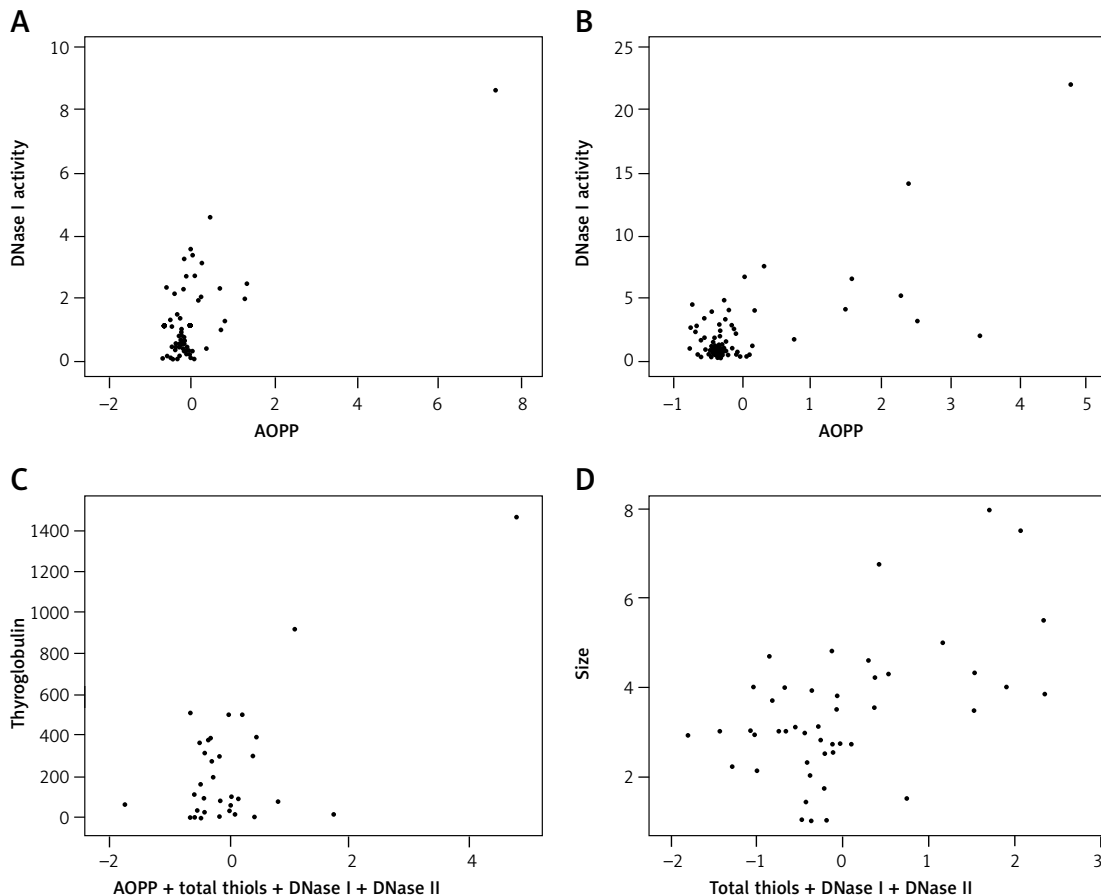 A
DNase I activity
10
8
6
4
2
0
−2 0 2 4 6 8
AOPP
B
DNase I activity
25
20
15
10
5
0
−1 0 1 2 3 4 5
AOPP
C
Thyroglobulin
1400
1200
1000
800
600
400
200
0
−2 0 2 4
AOPP + total thiols + DNase I + DNase II
D
Size
8
6
4
2
−2 −1 0 1 2 3
Total thiols + DNase I + DNase II